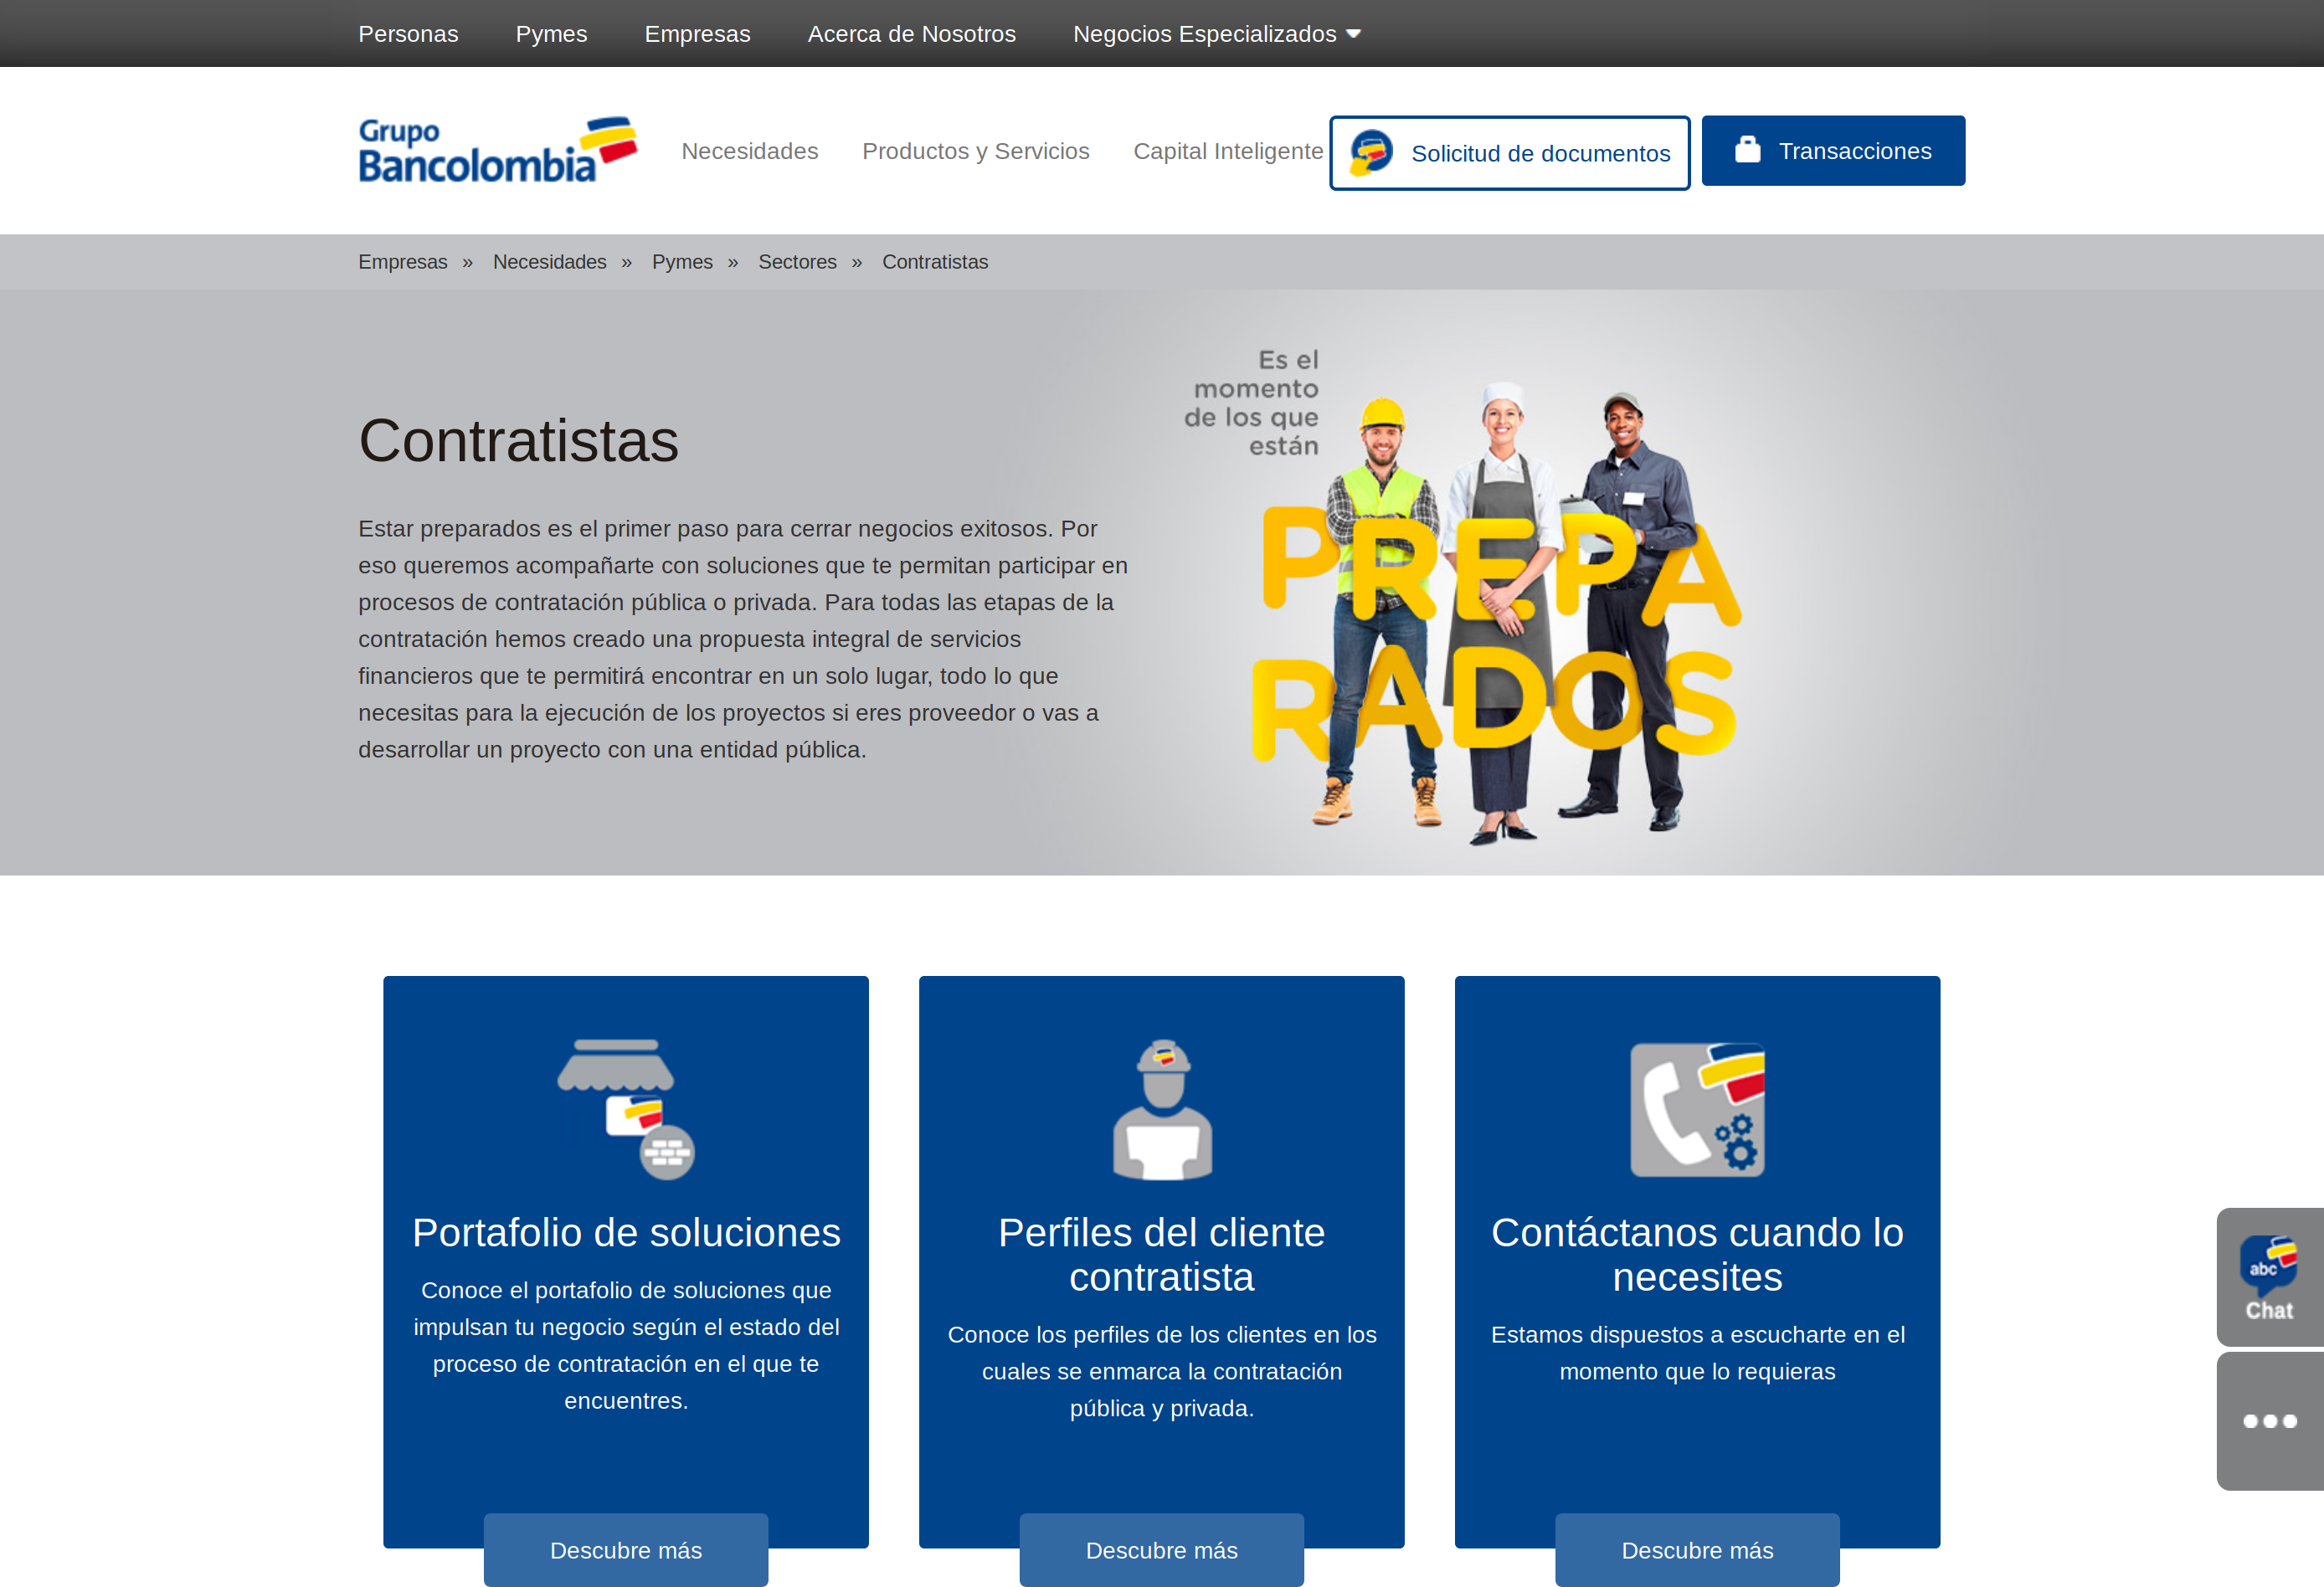 Personas Pymes Empresas Acerca de Nosotros Negocios Especializados
Grupo
Bancolombia
Necesidades Productos y Servicios Capital Inteligente Solicitud de documentos Transacciones
Empresas » Necesidades » Pymes » Sectores » Contratistas
Es el
momento
de los que
están
PREPA
RADOS
Contratistas
Estar preparados es el primer paso para cerrar negocios exitosos. Por
eso queremos acompañarte con soluciones que te permitan participar en
procesos de contratación pública o privada. Para todas las etapas de la
contratación hemos creado una propuesta integral de servicios
financieros que te permitirá encontrar en un solo lugar, todo lo que
necesitas para la ejecución de los proyectos si eres proveedor o vas a
desarrollar un proyecto con una entidad pública.
Portafolio de soluciones
Conoce el portafolio de soluciones que
impulsan tu negocio según el estado del
proceso de contratación en el que te
encuentres.
Descubre más
Perfiles del cliente
contratista
Conoce los perfiles de los clientes en los
cuales se enmarca la contratación
pública y privada.
Descubre más
Contáctanos cuando lo
necesites
Estamos dispuestos a escucharte en el
momento que lo requieras
Descubre más
abc
Chat